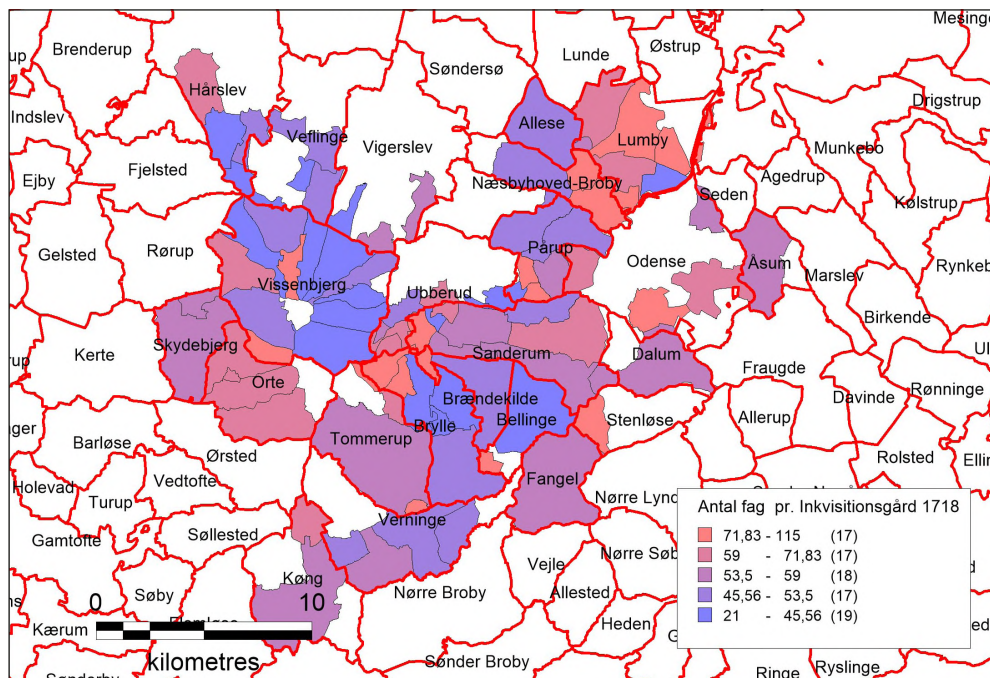 Mesinge
Lunde
Østrup
Brenderup
Søndersø
Hårslev
Drigstrup
Indslev
Allese
Veflinge
Lumby
Munkebo
Vigerslev
Fjelsted
Agedrup
Ejby
Næsbyhoved-Broby
Seden
Kølstrup
Rørup
Pårup
Gelsted
Odense
Åsum
Marslev
Rynkeb
Vissenbjerg
Ubberud
Birkende
Skydebjerg
Sanderum
Dalum
Kerte
Fraugde
Orte
Rønninge
Brændekilde
Davinde
Bellinge
Allerup
Brylle
Stenløse
Tommerup
Barløse
Ørsted
Rolsted
Ellin
Holevad
Vedtofte
Fangel
Turup
Nørre Lynd
Verninge
Gamtofte
Søllested
Nørre Søb
Vejle
Køng
Søby
Nørre Broby
Allested
Heden
Kærum
Sønder Broby
Ringe
Ryslinge
0 10
kilometres
Antal fag pr. Inkvisitionsgård 1718
71,83 - 115 (17)
59 - 71,83 (17)
53,5 - 59 (18)
45,56 - 53,5 (17)
21 - 45,56 (19)